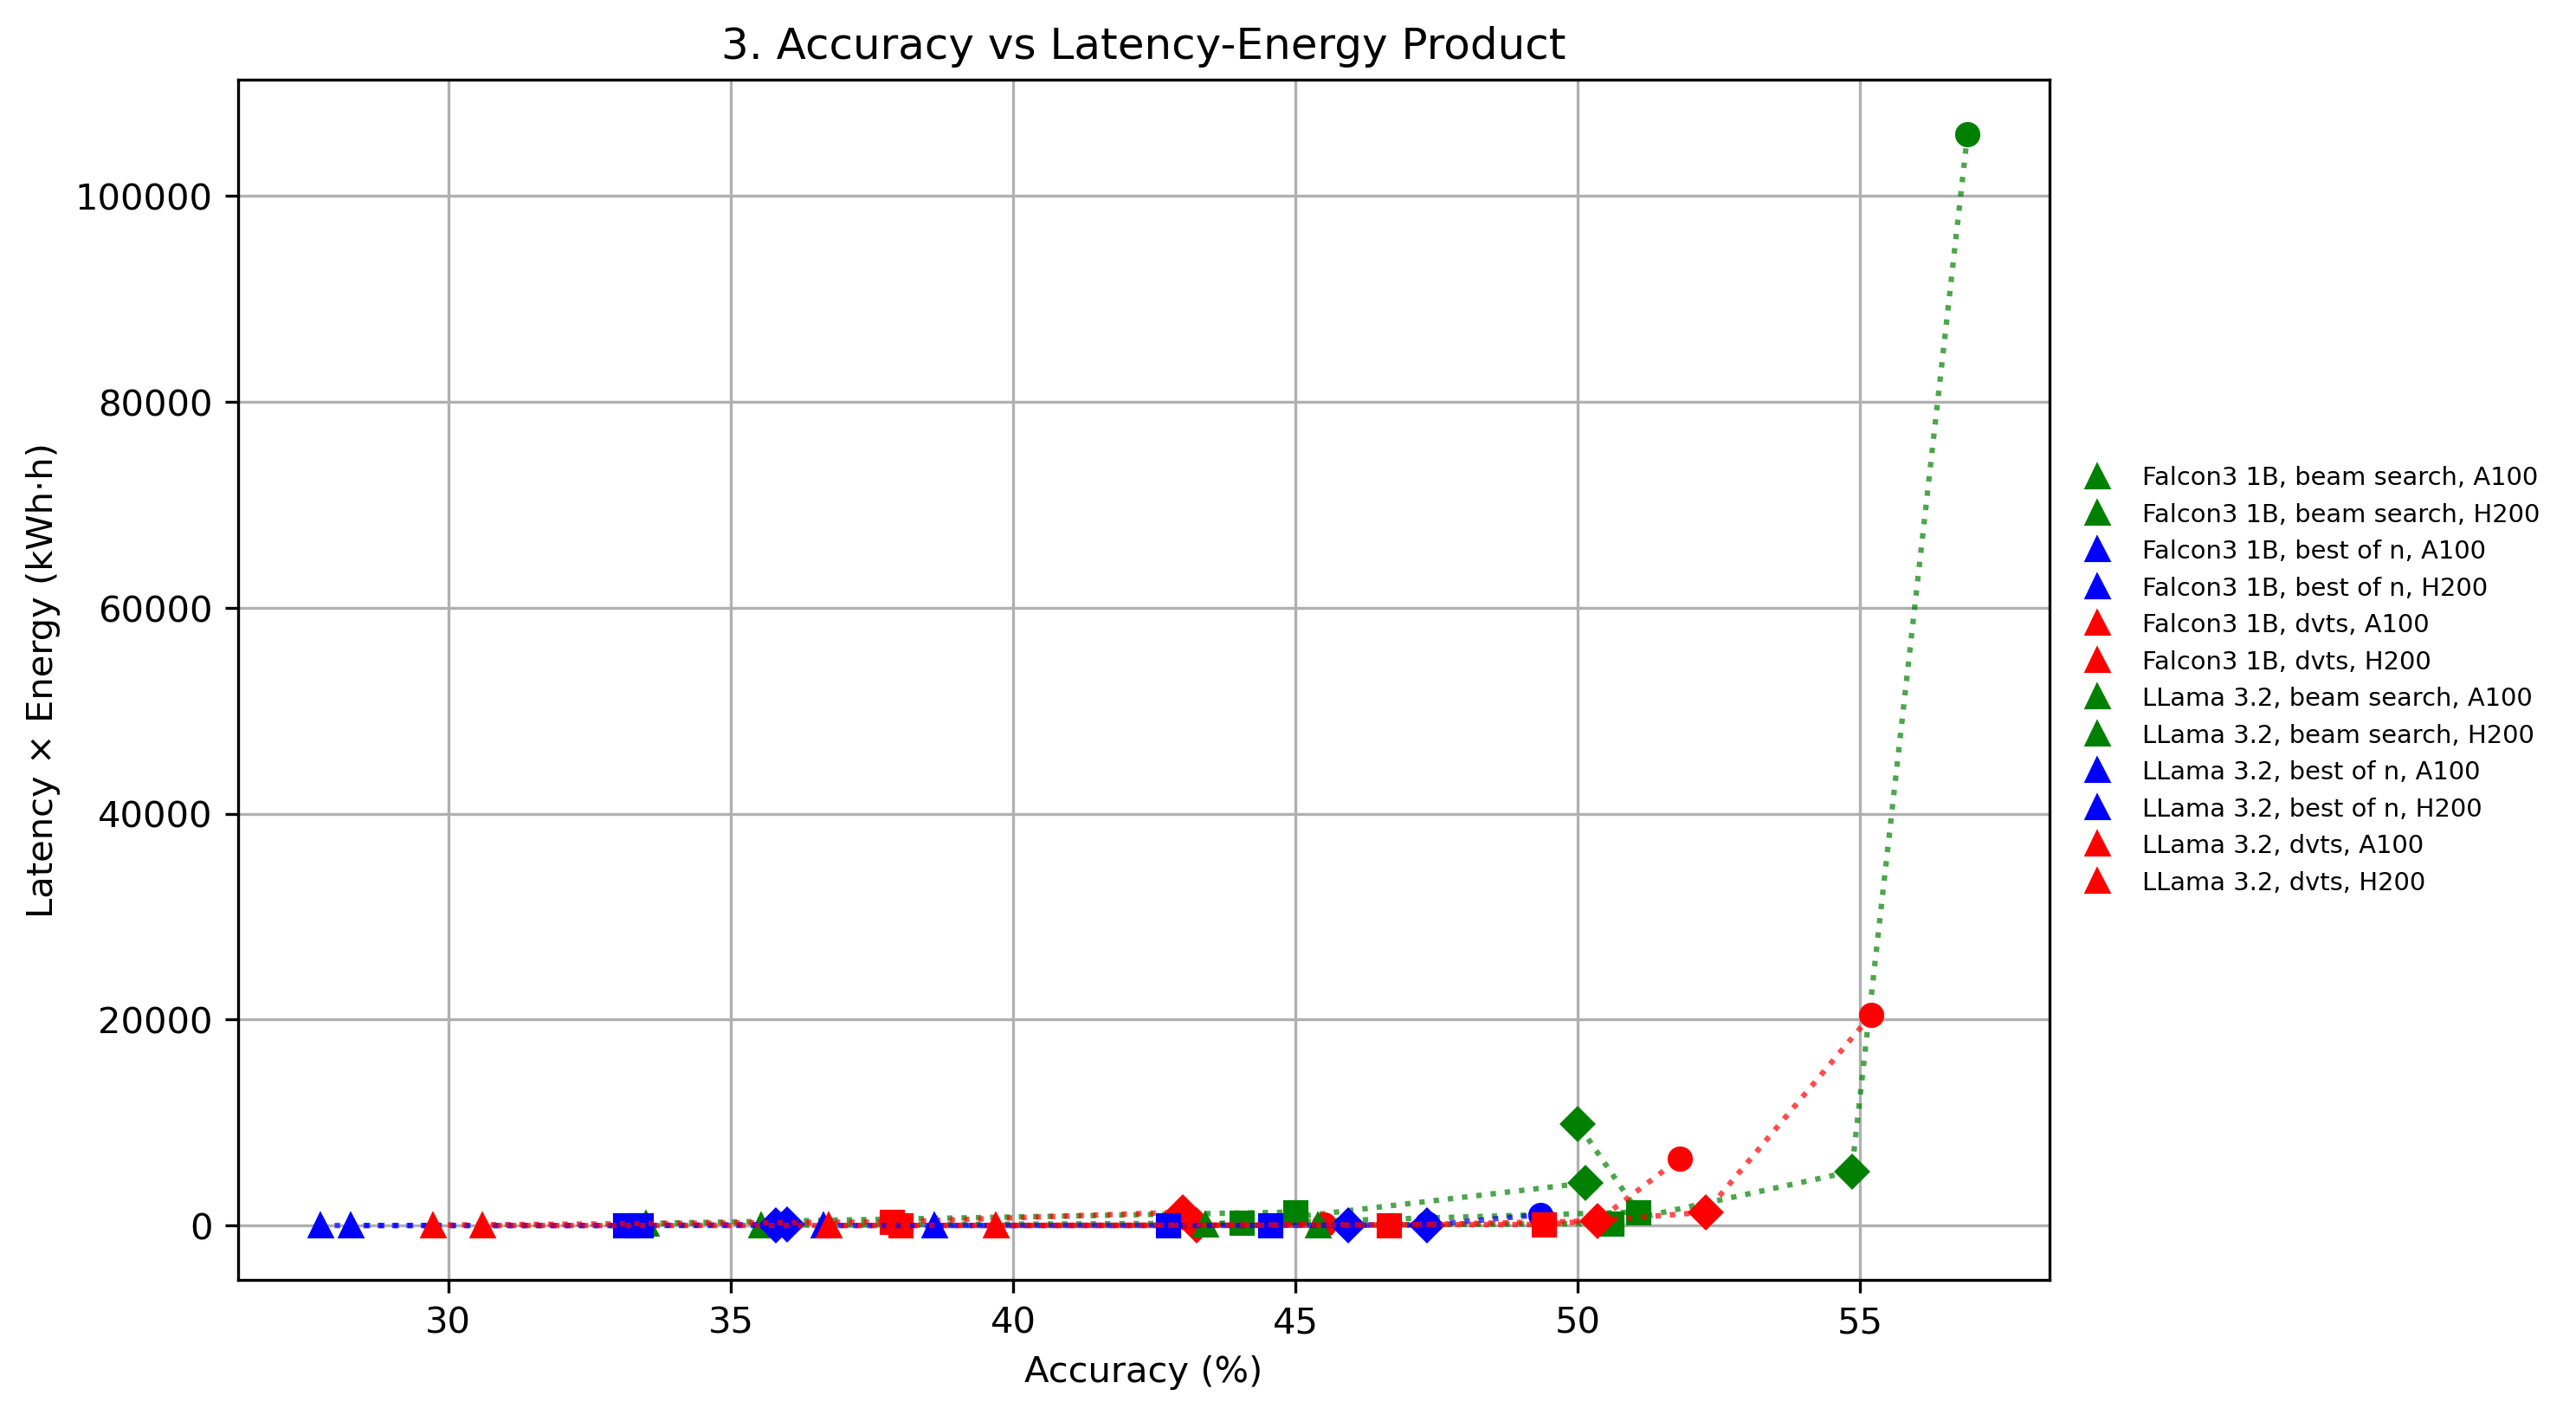 3. Accuracy vs Latency-Energy Product
Latency × Energy (kWh·h)
100000
80000
60000
40000
20000
0
30
35
40
45
50
55
Accuracy (%)
Falcon3 1B, beam search, A100
Falcon3 1B, beam search, H200
Falcon3 1B, best of n, A100
Falcon3 1B, best of n, H200
Falcon3 1B, dvts, A100
Falcon3 1B, dvts, H200
LLama 3.2, beam search, A100
LLama 3.2, beam search, H200
LLama 3.2, best of n, A100
LLama 3.2, best of n, H200
LLama 3.2, dvts, A100
LLama 3.2, dvts, H200